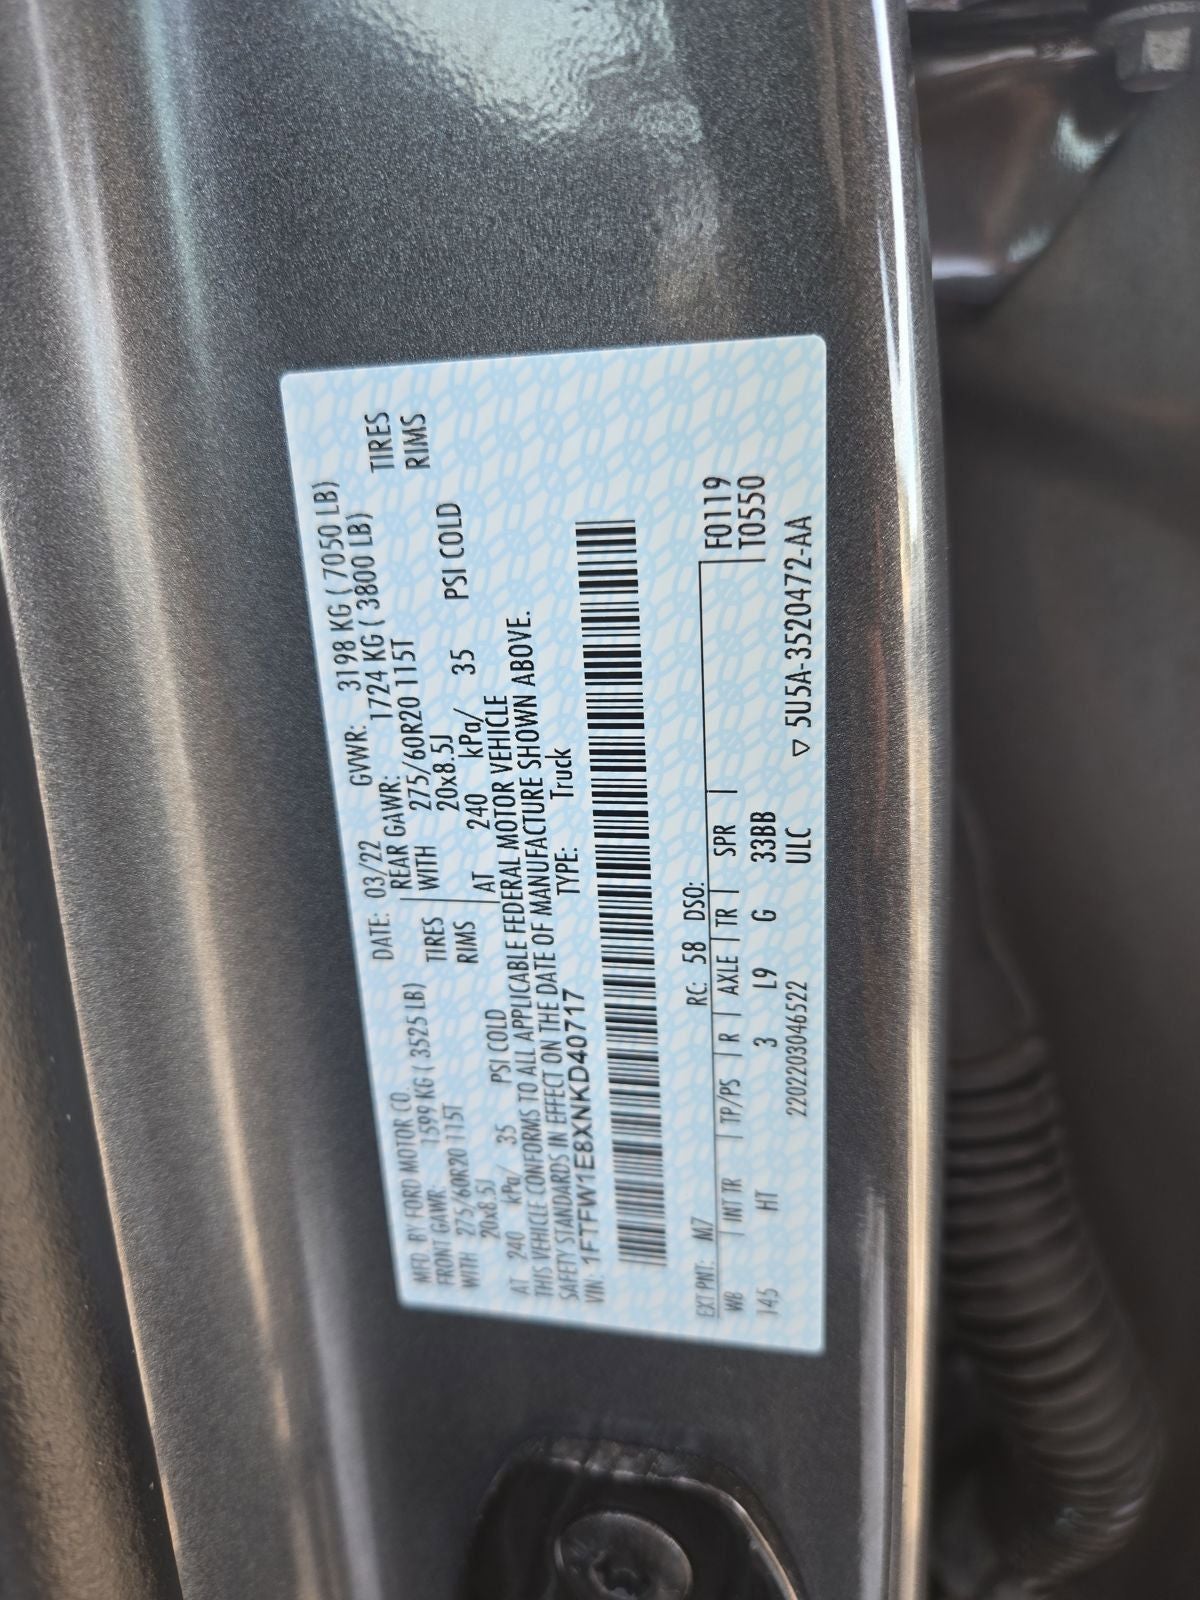 MFD. BY FORD MOTOR CO. DATE: 03/22 GVWR: 3198 KG ( 7050 LB)
FRONT GAWR: 1599 KG ( 3525 LB) REAR GAWR: 1724 KG ( 3800 LB)
WITH 275/60R20 115T TIRES WITH 275/60R20 115T TIRES
20x8.5J RIMS 20x8.5J RIMS
AT 240 kPa/ 35 PSI COLD AT 240 kPa/ 35 PSI COLD
THIS VEHICLE CONFORMS TO ALL APPLICABLE FEDERAL MOTOR VEHICLE
SAFETY STANDARDS IN EFFECT ON THE DATE OF MANUFACTURE SHOWN ABOVE.
VIN: 1FTFW1E8XNKD40717 TYPE: Truck
EXT PNT: M7 RC: 58 DSO: F0119
WB INT TR TP/PS R AXLE TR SPR T0550
145 HT 3 L9 G 33BB
2202203046522 ULC ▽ 5U5A-3520472-AA